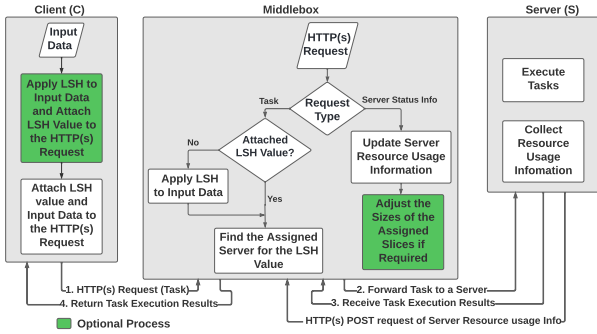 Client (C)
Middlebox
Server (S)
Input
Data
Apply LSH to
Input Data
and Attach
LSH Value to
the HTTP(s)
Request
Attach LSH
value and
Input Data to
the HTTP(s)
Request
HTTP(s)
Request
Request
Type
Task
Server Status Info
Attached
LSH Value?
No
Yes
Apply LSH
to Input Data
Update Server
Resource Usage
Information
Adjust the
Sizes of the
Assigned
Slices if
Required
Find the Assigned
Server for the LSH
Value
Execute
Tasks
Collect
Resource
Usage
Infomation
1. HTTP(s) Request (Task)
4. Return Task Execution Results
2. Forward Task to a Server
3. Receive Task Execution Results
HTTP(s) POST request of Server Resource usage Info
Optional Process